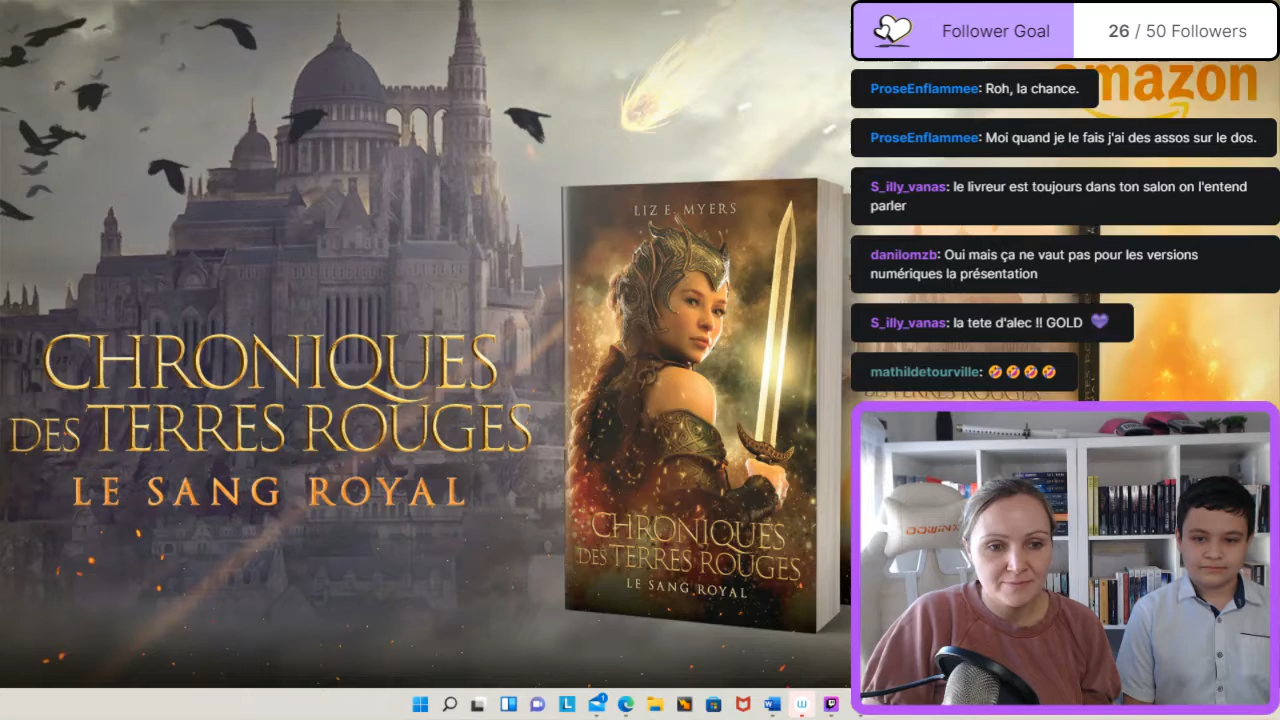 Follower Goal
26 / 50 Followers
amazon
ProseEnflammee: Roh, la chance.
ProseEnflammee: Moi quand je le fais j'ai des assos sur le dos.
S_illy_vanas: le livreur est toujours dans ton salon on l'entend
parler
danilomzb: Oui mais ça ne vaut pas pour les versions
numériques la présentation
S_illy_vanas: la tete d'alec !! GOLD 💜
mathildetourville: 🤣🤣🤣🤣
LIZ E. MYERS
CHRONIQUES
DES TERRES ROUGES
LE SANG ROYAL
CHRONIQUES
DES TERRES ROUGES
LE SANG ROYAL
DES TERRES ROUGES